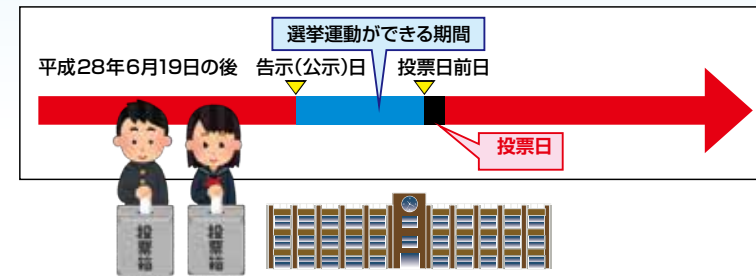 選挙運動ができる期間
平成28年6月19日の後 告示(公示)日 投票日前日
投票日
投票箱
投票箱